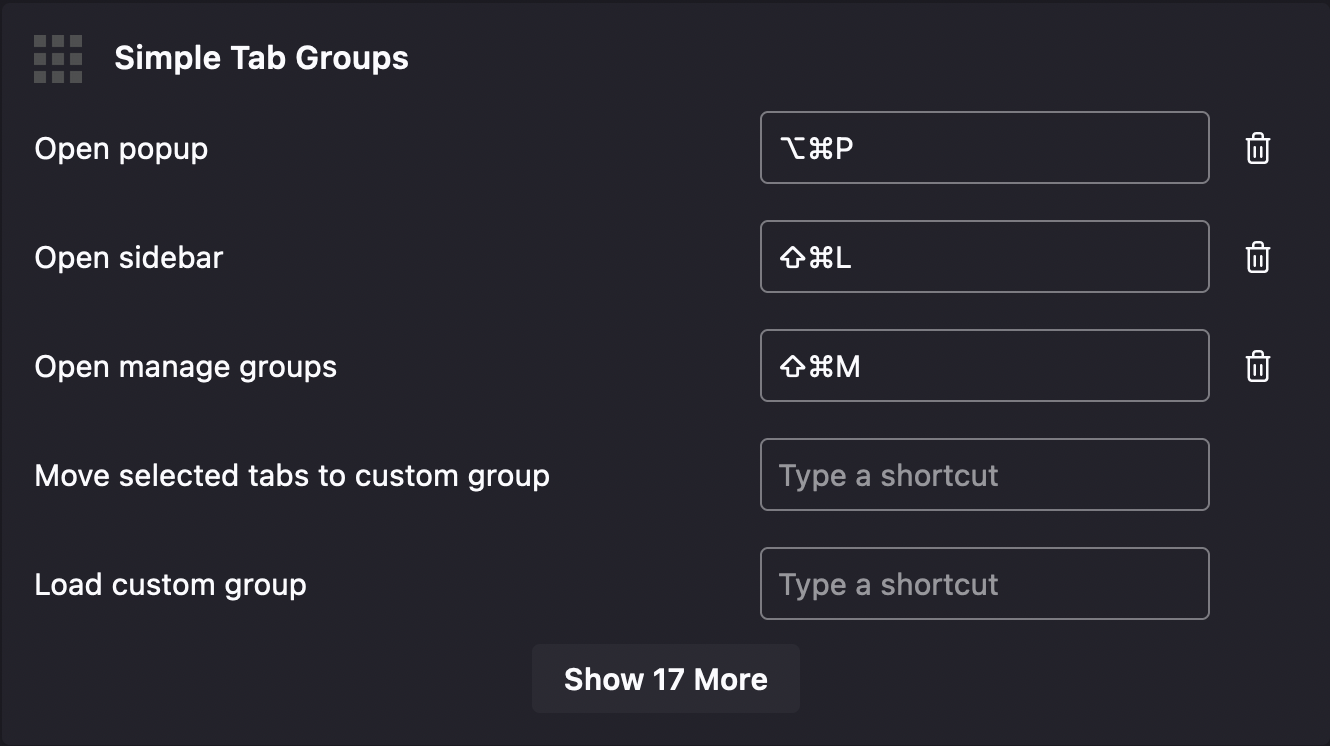 Simple Tab Groups
Open popup ⌥⌘P
Open sidebar ⇧⌘L
Open manage groups ⇧⌘M
Move selected tabs to custom group Type a shortcut
Load custom group Type a shortcut
Show 17 More